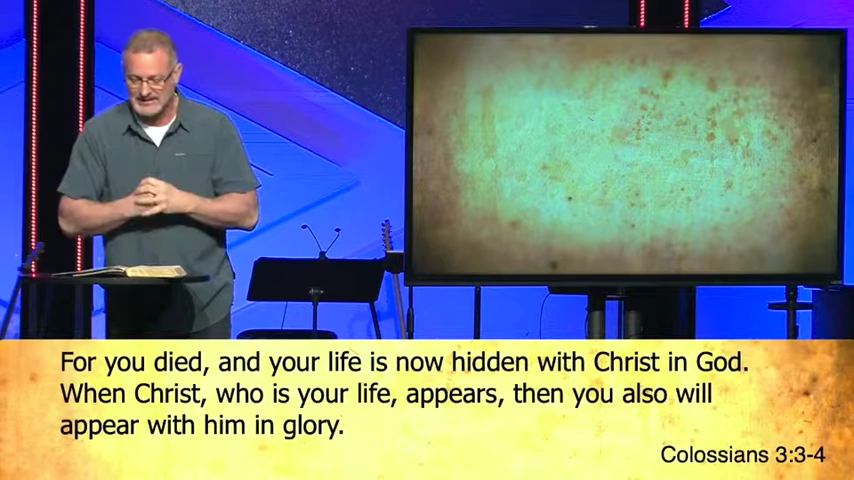 For you died, and your life is now hidden with Christ in God.
When Christ, who is your life, appears, then you also will
appear with him in glory.
Colossians 3:3-4